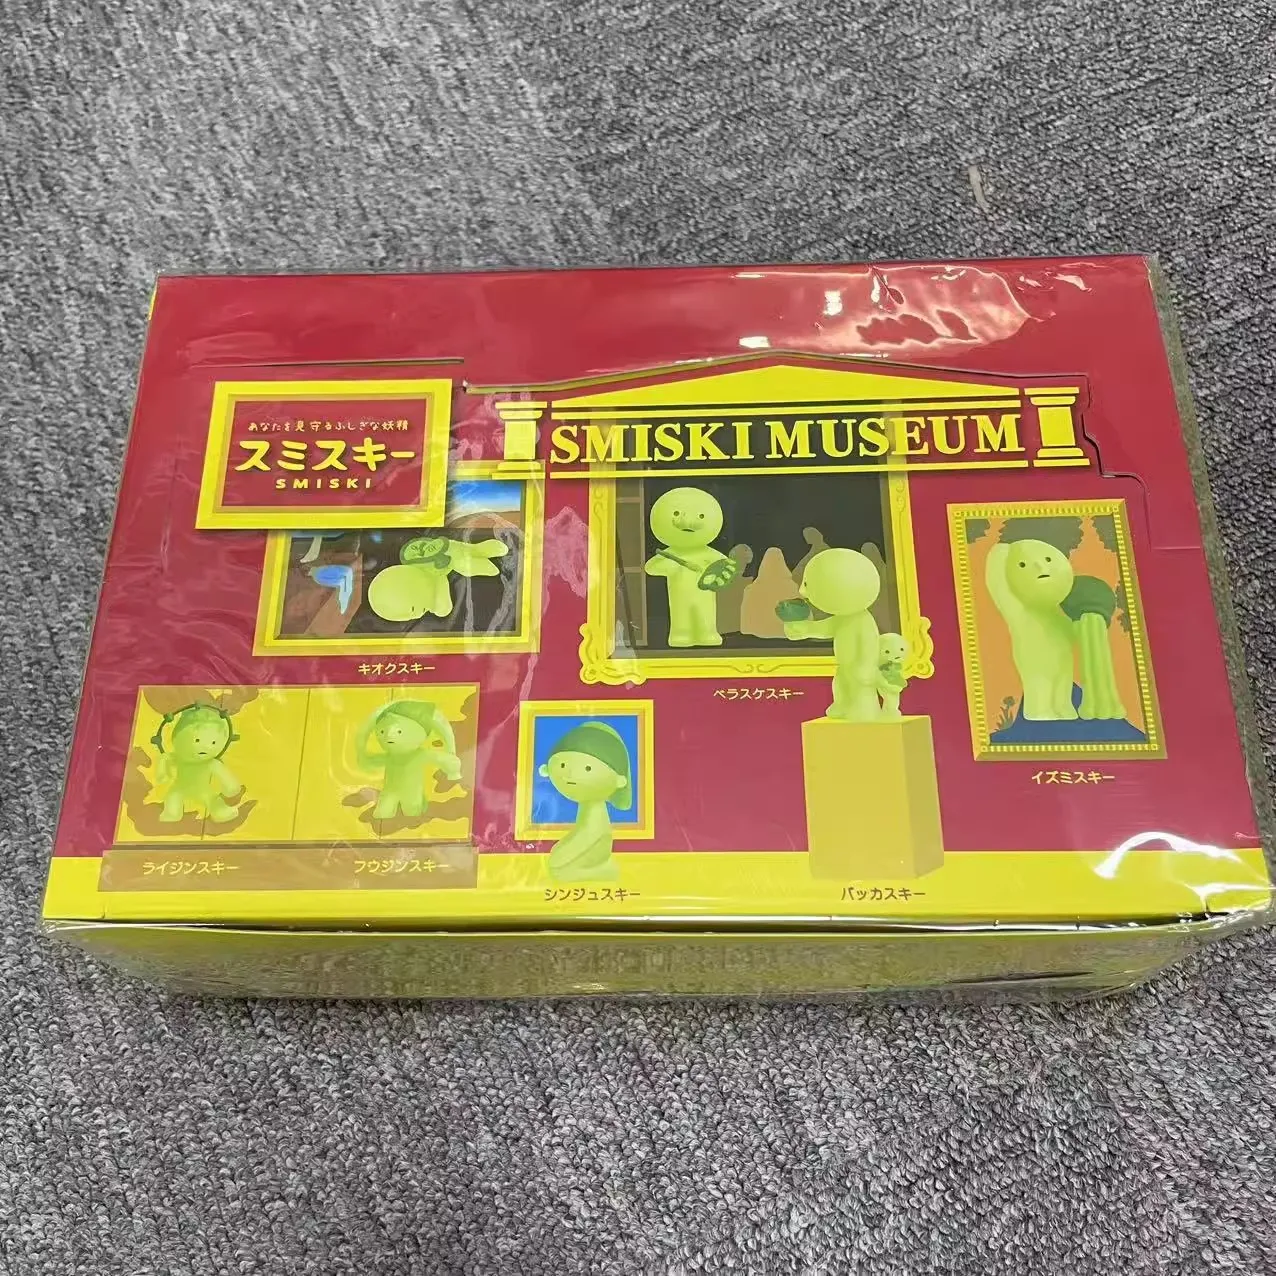 あなたを見守るふしぎな妖精
スミスキー
SMISKI
SMISKI MUSEUM
キオクスキー
ベラスケスキー
イズミスキー
ライジンスキー
フウジンスキー
シンジュスキー
バッカスキー